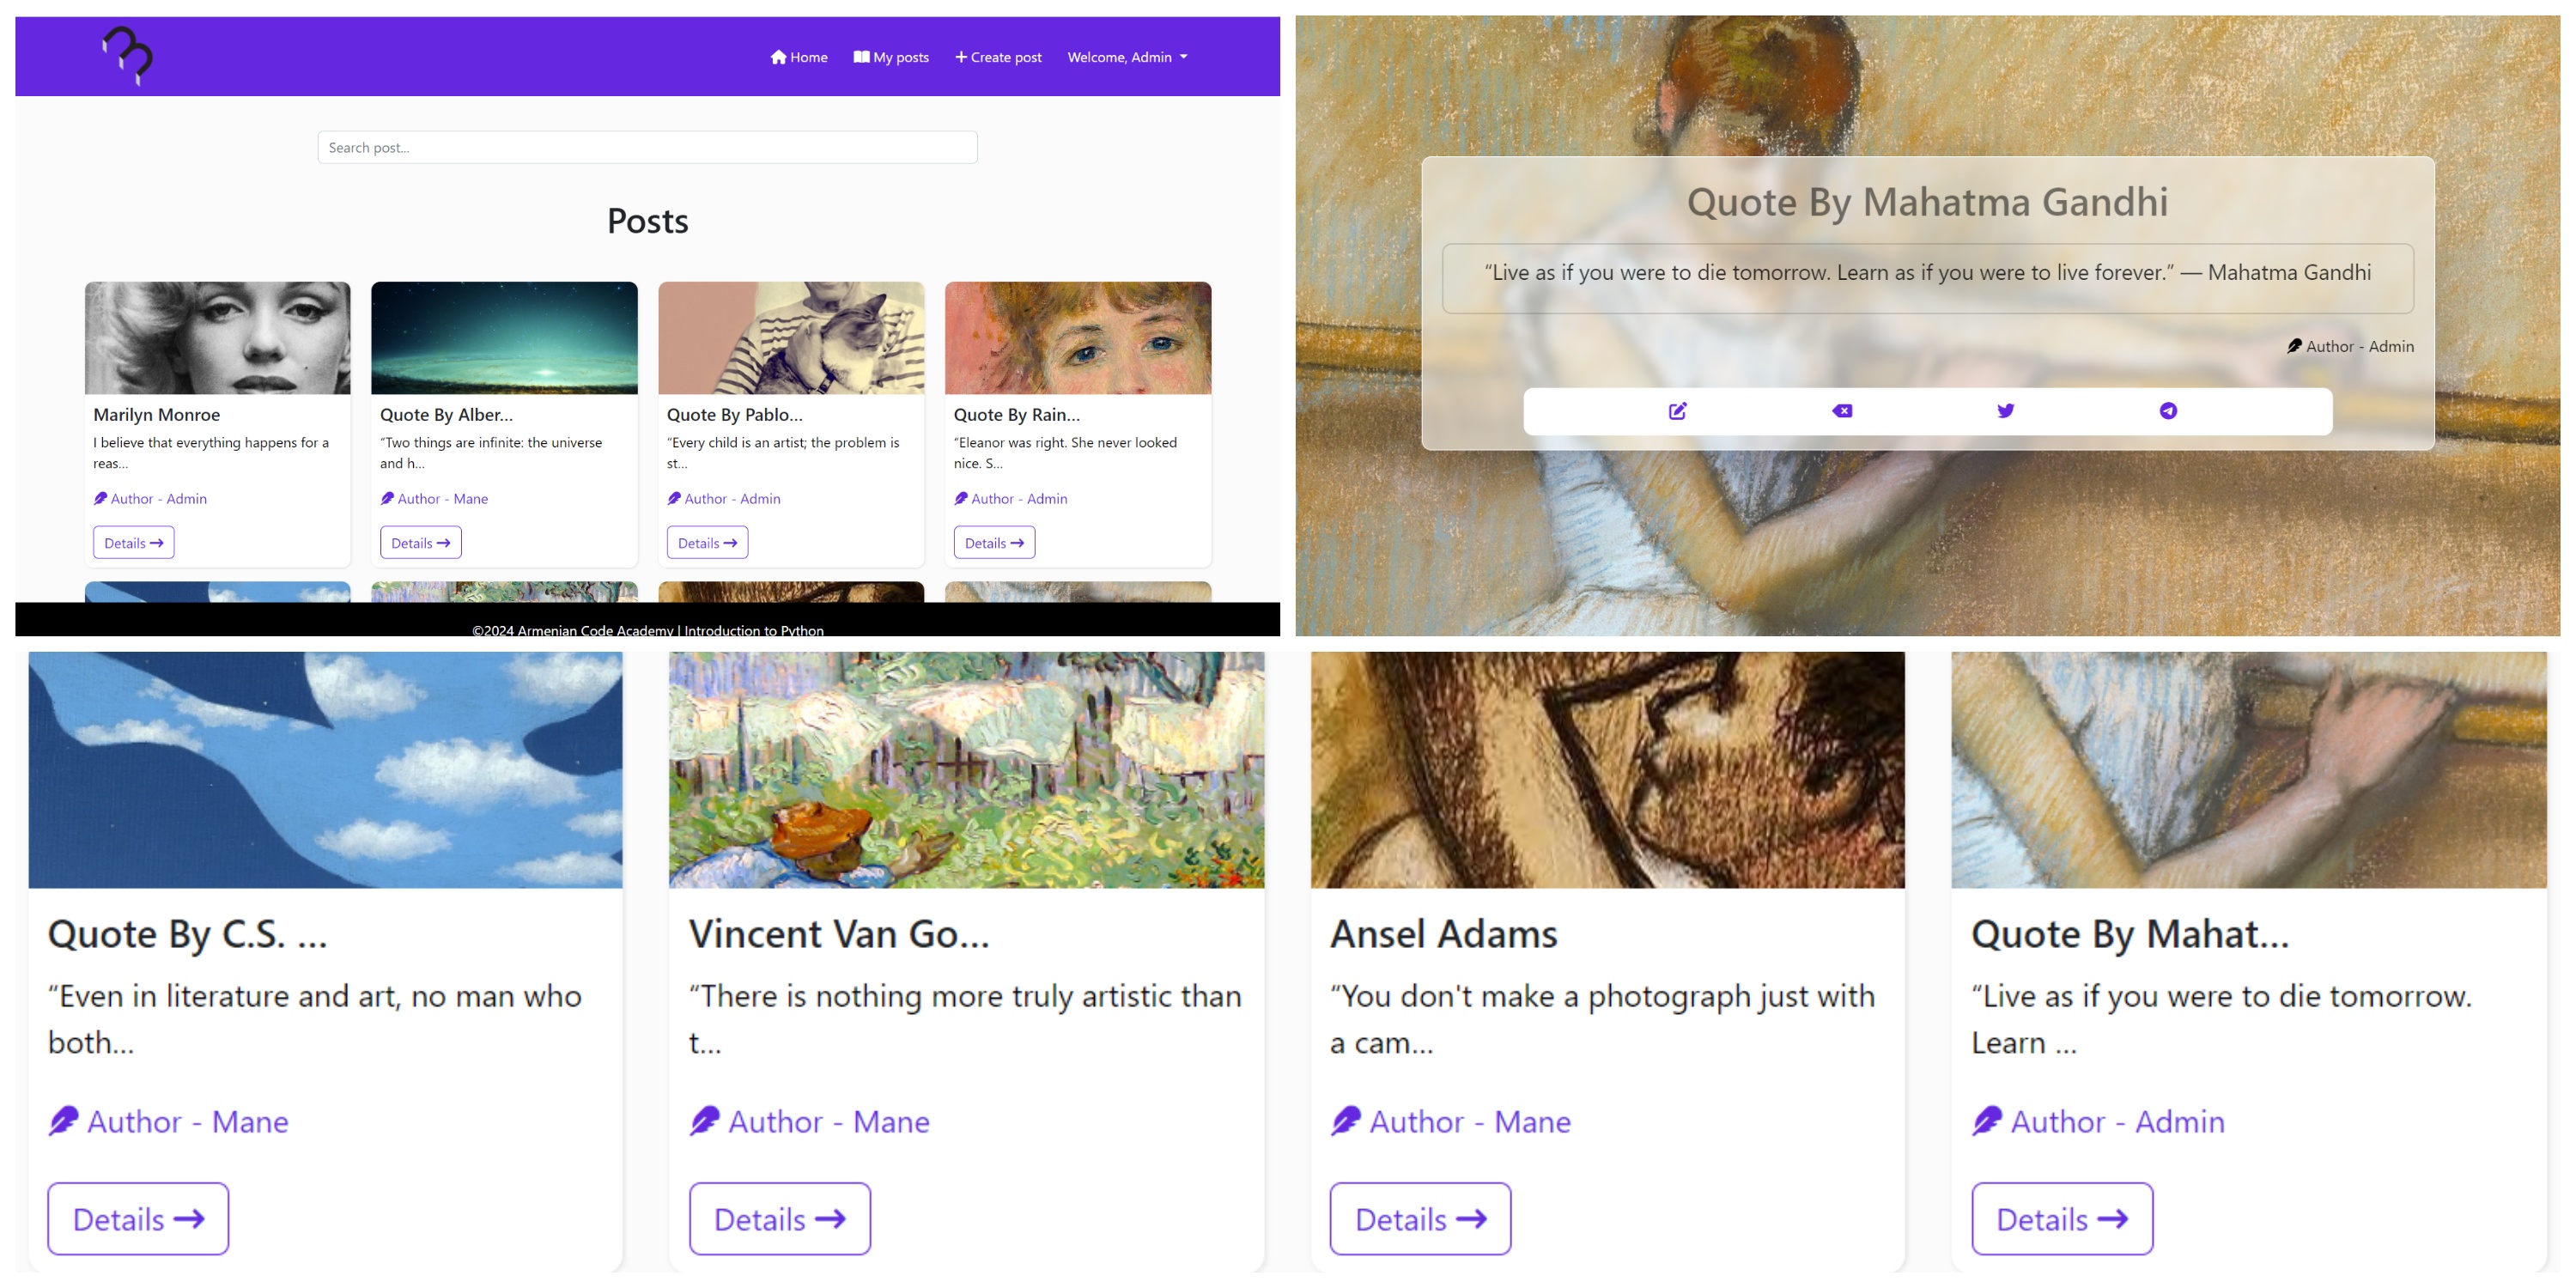 Home
My posts
Create post
Welcome, Admin
Search post...
Posts
Marilyn Monroe
I believe that everything happens for a
reas...
Author - Admin
Details
Quote By Alber...
“Two things are infinite: the universe
and h...
Author - Mane
Details
Quote By Pablo...
“Every child is an artist; the problem is
st...
Author - Admin
Details
Quote By Rain...
“Eleanor was right. She never looked
nice. S...
Author - Admin
Details
©2024 Armenian Code Academy | Introduction to Python
Quote By Mahatma Gandhi
“Live as if you were to die tomorrow. Learn as if you were to live forever.” — Mahatma Gandhi
Author - Admin
Quote By C.S. ...
“Even in literature and art, no man who
both...
Author - Mane
Details
Vincent Van Go...
“There is nothing more truly artistic than
t...
Author - Mane
Details
Ansel Adams
“You don't make a photograph just with
a cam...
Author - Mane
Details
Quote By Mahat...
“Live as if you were to die tomorrow.
Learn ...
Author - Admin
Details